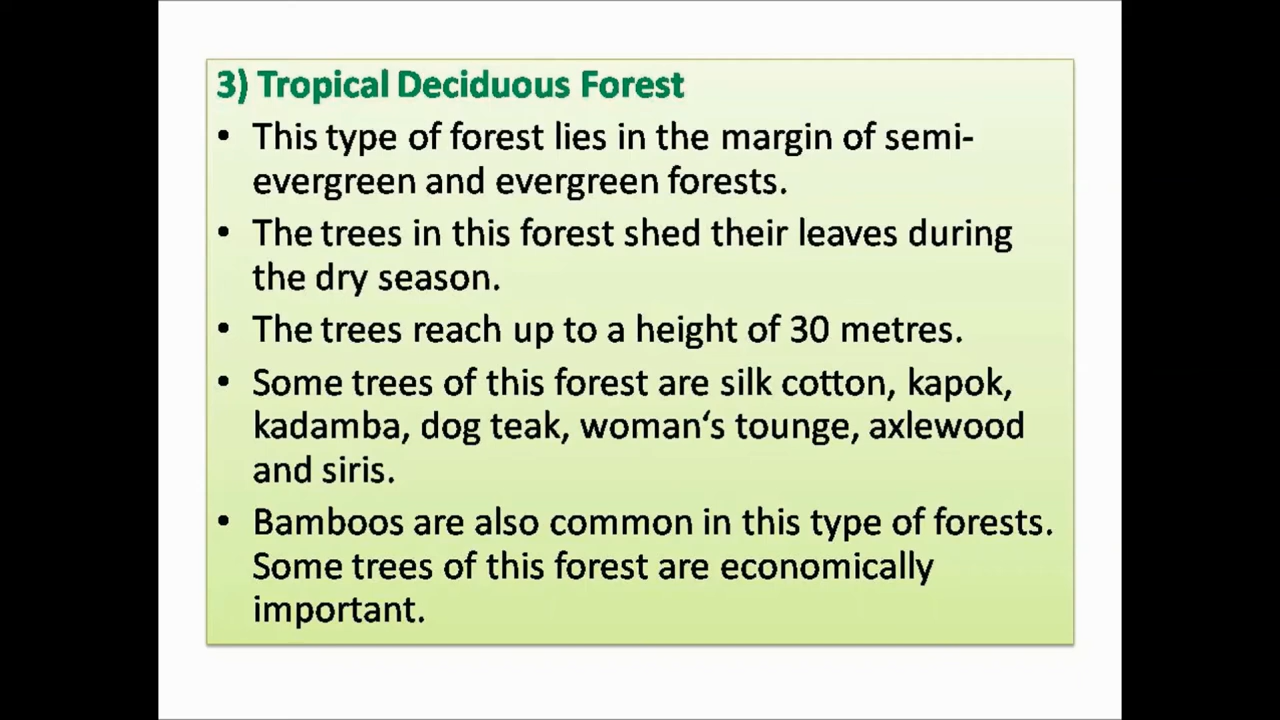 3) Tropical Deciduous Forest
• This type of forest lies in the margin of semi-
evergreen and evergreen forests.
• The trees in this forest shed their leaves during
the dry season.
• The trees reach up to a height of 30 metres.
• Some trees of this forest are silk cotton, kapok,
kadamba, dog teak, woman‘s tounge, axlewood
and siris.
• Bamboos are also common in this type of forests.
Some trees of this forest are economically
important.